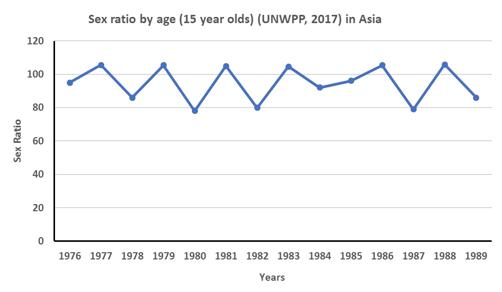 Sex ratio by age (15 year olds) (UNWPP, 2017) in Asia
120
100
80
60
40
20
0
Sex Ratio
1976 1977 1978 1979 1980 1981 1982 1983 1984 1985 1986 1987 1988 1989
Years